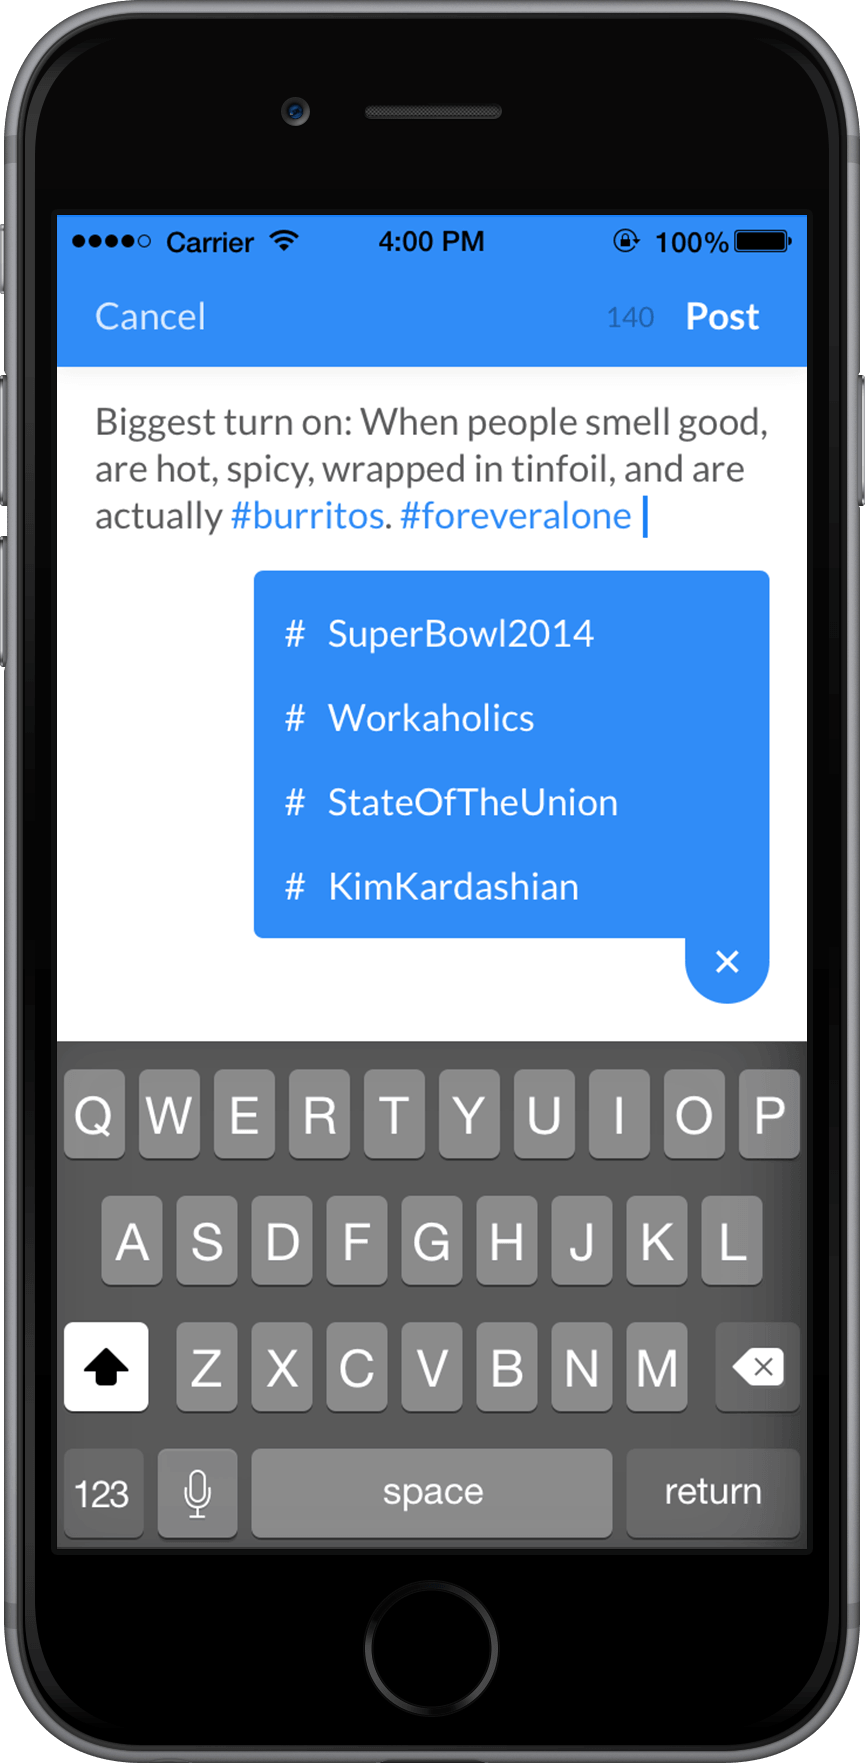 Carrier 4:00 PM 100%
Cancel 140 Post
Biggest turn on: When people smell good,
are hot, spicy, wrapped in tinfoil, and are
actually #burritos. #foreveralone
# SuperBowl2014
# Workaholics
# StateOfTheUnion
# KimKardashian
Q W E R T Y U I O P
A S D F G H J K L
Z X C V B N M
123 space return